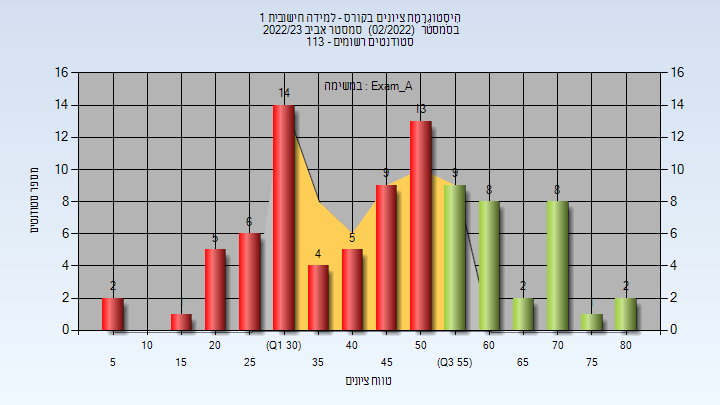 היסטוגרמת ציונים בקורס - למידה חישובית 1
בסמסטר (02/2022) סמסטר אביב 2022/23
סטודנטים רשומים - 113
במשימה : Exam_A
מספר סטודנטים
16 16
14 14
12 12
10 10
8 8
6 6
4 4
2 2
0 0
2 1 5 6 14 4 5 9 13 9 8 2 8 1 2
10 20 (Q1 30) 40 50 60 70 80
5 15 25 35 45 (Q3 55) 65 75
טווח ציונים